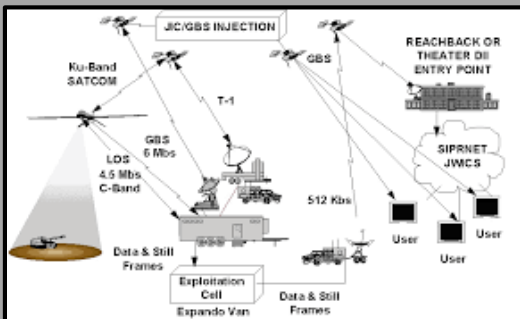 JIC/GBS INJECTION
Ku-Band
SATCOM
GBS
REACHBACK OR
THEATER DII
ENTRY POINT
T-1
GBS
6 Mbs
LOS
4.5 Mbs
C-Band
SIPRNET
JWICS
512 Kbs
User
User
User
Data & Still
Frames
Exploitation
Cell
Expando Van
Data & Still
Frames